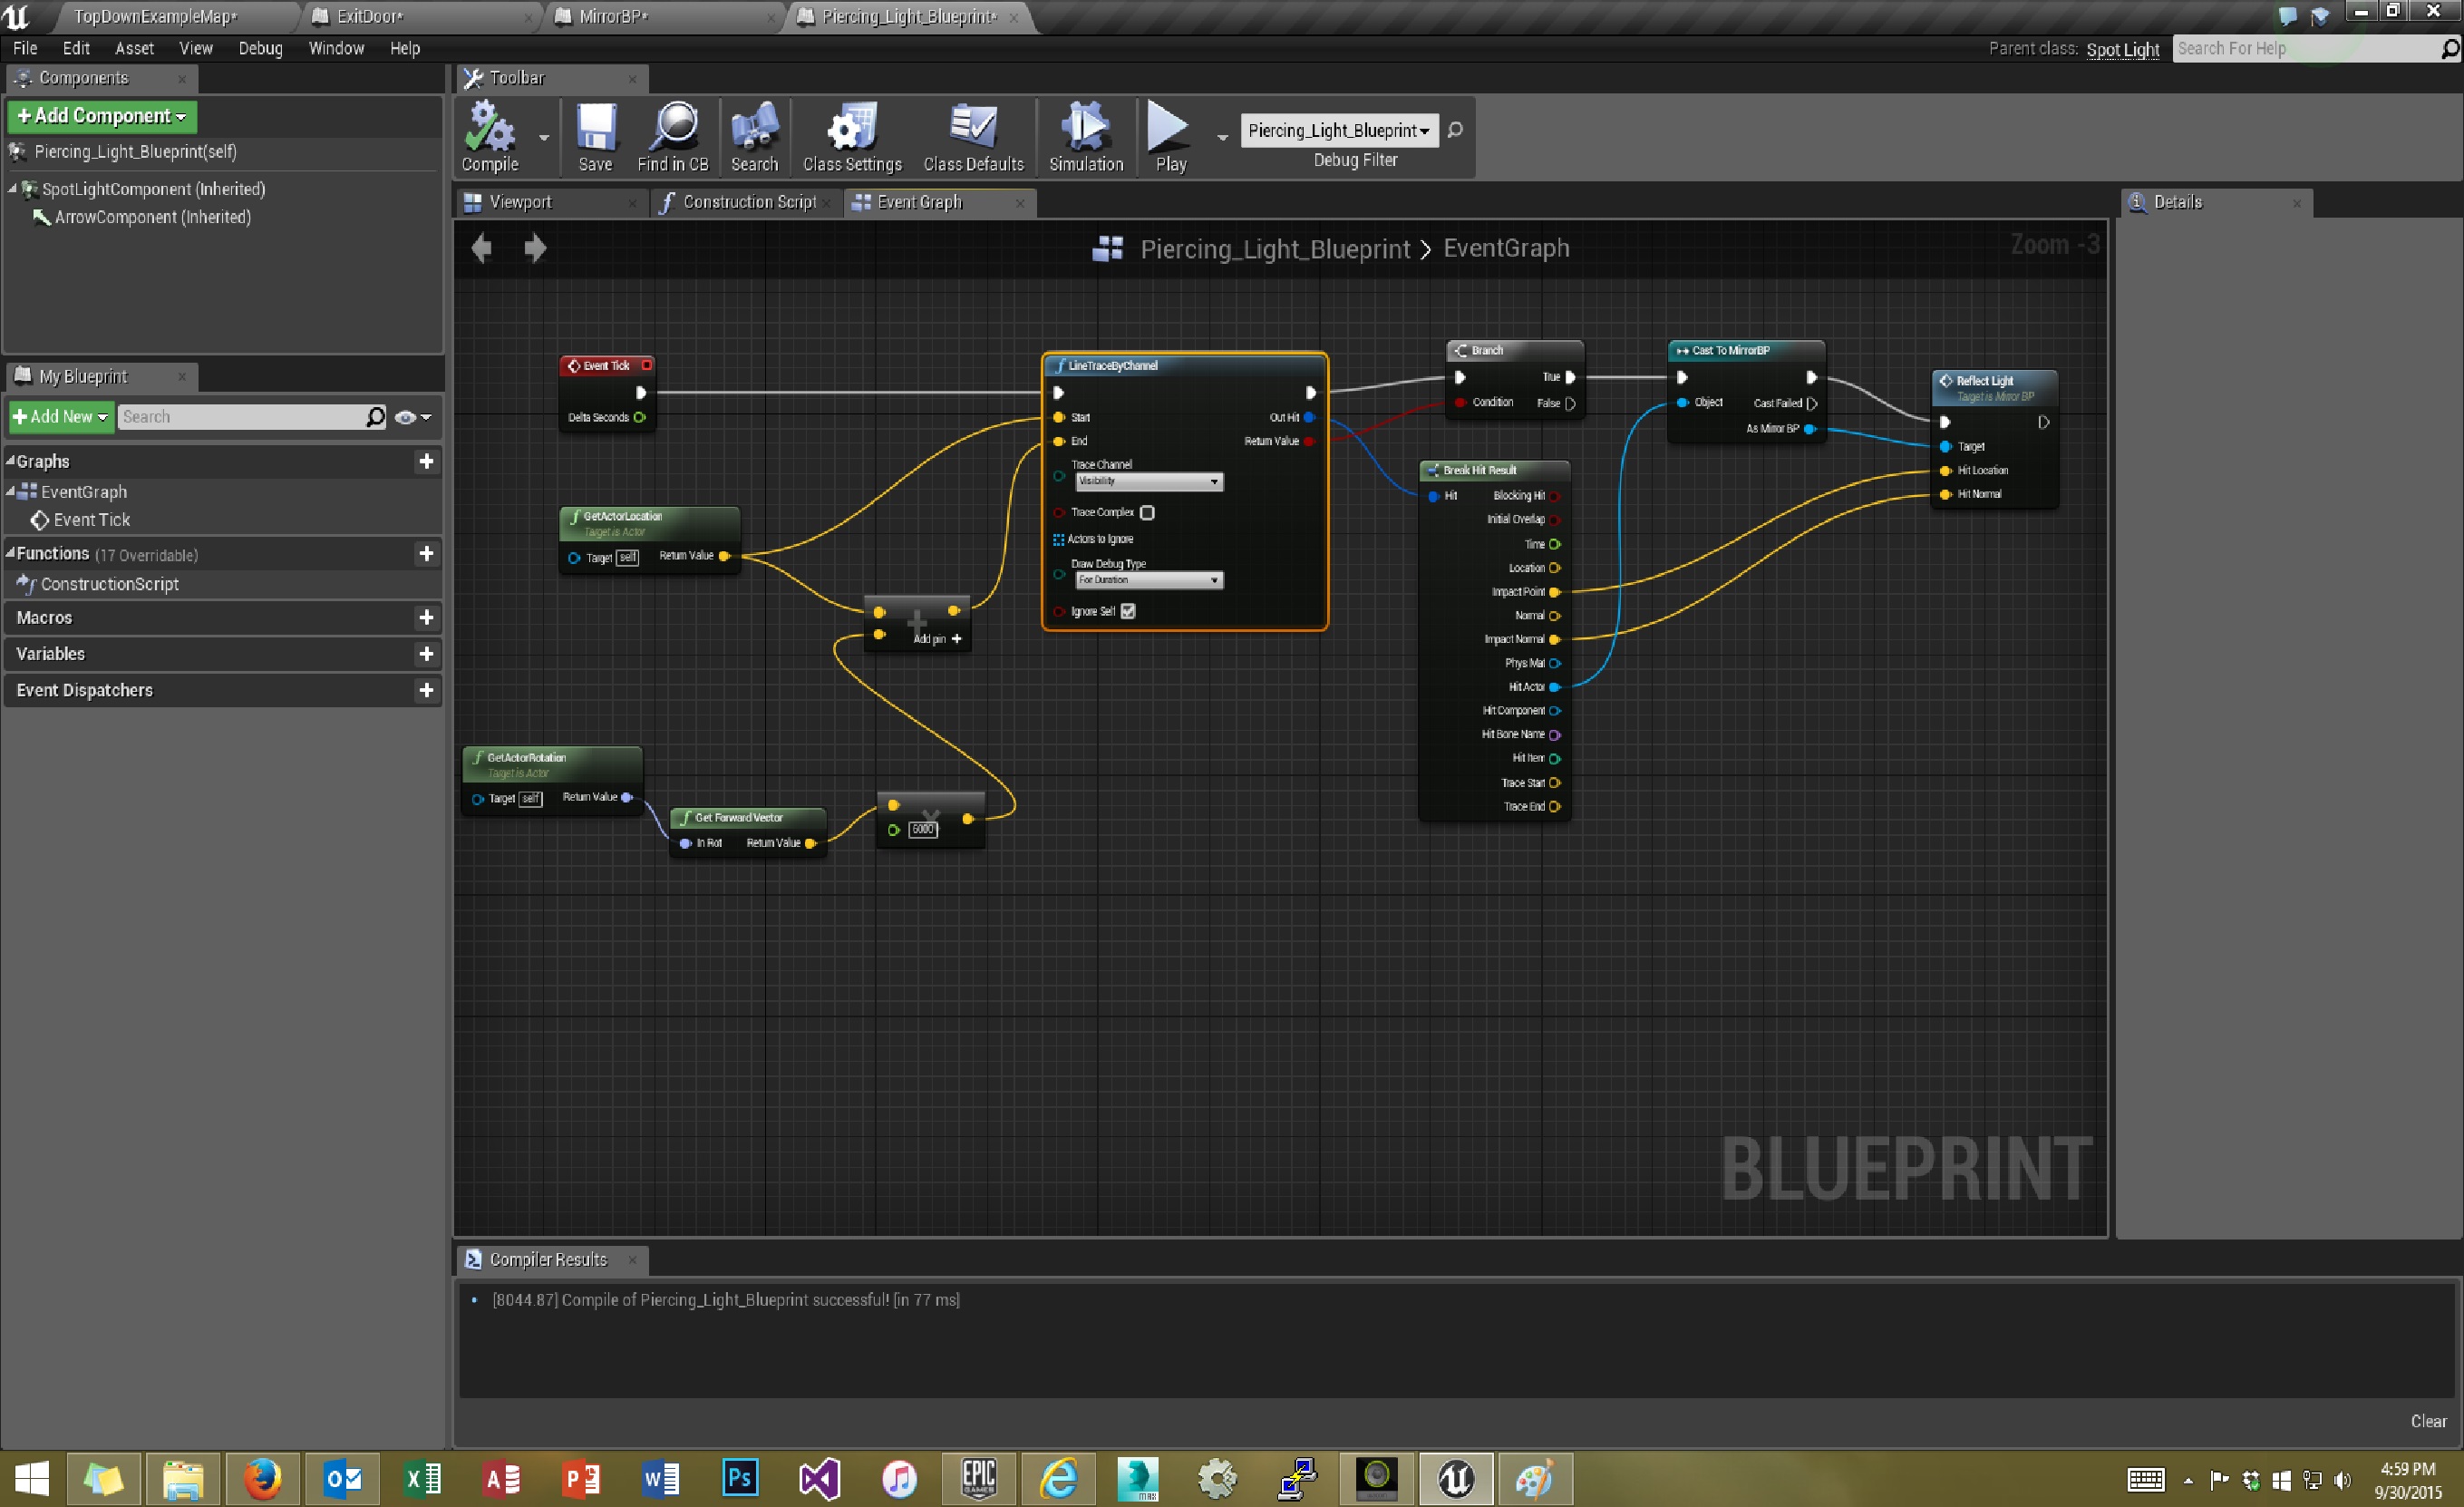 TopDownExampleMap*
ExitDoor*
MirrorBP*
Piercing_Light_Blueprint*
File Edit Asset View Debug Window Help
Parent class: Spot Light
Search For Help
Components
+Add Component
Piercing_Light_Blueprint(self)
SpotLightComponent (Inherited)
ArrowComponent (Inherited)
My Blueprint
+Add New
Search
Graphs
EventGraph
Event Tick
Functions (17 Overridable)
ConstructionScript
Macros
Variables
Event Dispatchers
Toolbar
Compile
Save
Find in CB
Search
Class Settings
Class Defaults
Simulation
Play
Piercing_Light_Blueprint
Debug Filter
Viewport
Construction Script
Event Graph
Details
Piercing_Light_Blueprint > EventGraph
Zoom -3
Event Tick
Delta Seconds
GetActorLocation
Target is Actor
Target self Return Value
Add pin +
GetActorRotation
Target is Actor
Target self Return Value
Get Forward Vector
In Rot Return Value
6000
LineTraceByChannel
Start Out Hit
End Return Value
Trace Channel
Visibility
Trace Complex
Actors to Ignore
Draw Debug Type
For Duration
Ignore Self
Branch
True
Condition False
Break Hit Result
Hit Blocking Hit
Initial Overlap
Time
Location
Impact Point
Normal
Impact Normal
Phys Mat
Hit Actor
Hit Component
Hit Bone Name
Hit Item
Trace Start
Trace End
Cast To MirrorBP
Object Cast Failed
As Mirror BP
Reflect Light
Target is Mirror BP
Target
Hit Location
Hit Normal
BLUEPRINT
Compiler Results
[8044.87] Compile of Piercing_Light_Blueprint successful! [in 77 ms]
Clear
EPIC
GAMES
Ps
max
4:59 PM
9/30/2015